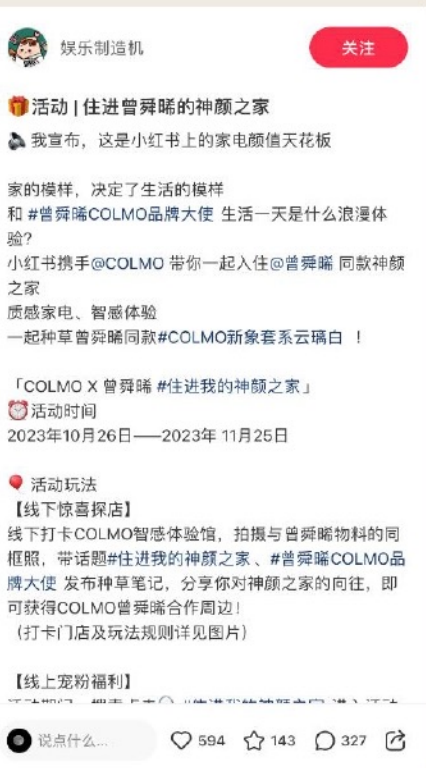 娱乐制造机
关注
🎁活动 | 住进曾舜晞的神颜之家
🔊 我宣布，这是小红书上的家电颜值天花板
家的模样，决定了生活的模样
和 #曾舜晞COLMO品牌大使 生活一天是什么浪漫体
验?
小红书携手@COLMO 带你一起入住@曾舜晞 同款神颜
之家
质感家电、智感体验
一起种草曾舜晞同款#COLMO新象套系云璃白 ！
「COLMO X 曾舜晞 #住进我的神颜之家」
⏰活动时间
2023年10月26日——2023年 11月25日
🎈 活动玩法
【线下惊喜探店】
线下打卡COLMO智感体验馆，拍摄与曾舜晞物料的同
框照，带话题#住进我的神颜之家、#曾舜晞COLMO品
牌大使 发布种草笔记，分享你对神颜之家的向往，即
可获得COLMO曾舜晞合作周边！
（打卡门店及玩法规则详见图片）
【线上宠粉福利】
说点什么...
594
143
327